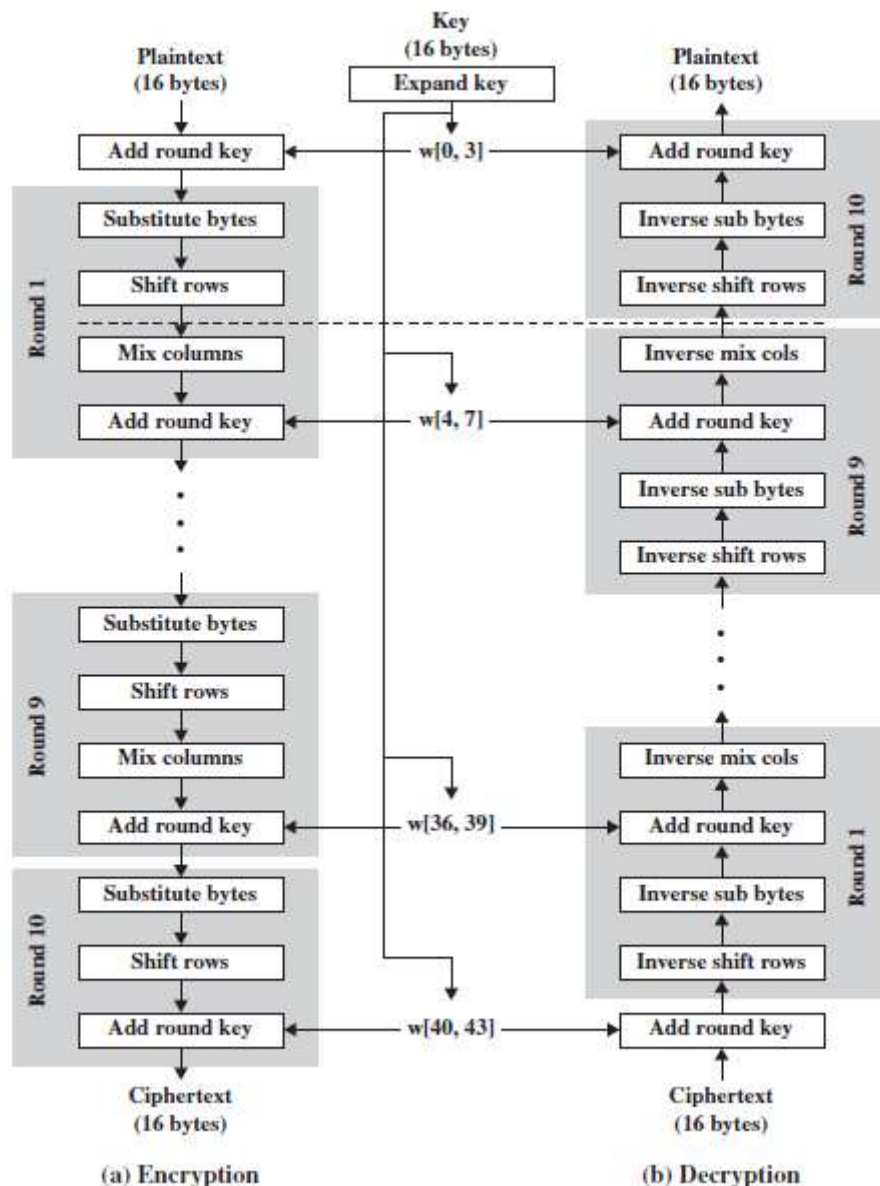 Plaintext
(16 bytes)
Add round key
Round 1
Substitute bytes
Shift rows
Mix columns
Add round key
Round 9
Substitute bytes
Shift rows
Mix columns
Add round key
Round 10
Substitute bytes
Shift rows
Add round key
Ciphertext
(16 bytes)
(a) Encryption
Key
(16 bytes)
Expand key
w[0, 3]
w[4, 7]
w[36, 39]
w[40, 43]
Plaintext
(16 bytes)
Add round key
Inverse sub bytes
Inverse shift rows
Round 10
Inverse mix cols
Add round key
Inverse sub bytes
Inverse shift rows
Round 9
Inverse mix cols
Add round key
Inverse sub bytes
Inverse shift rows
Round 1
Add round key
Ciphertext
(16 bytes)
(b) Decryption